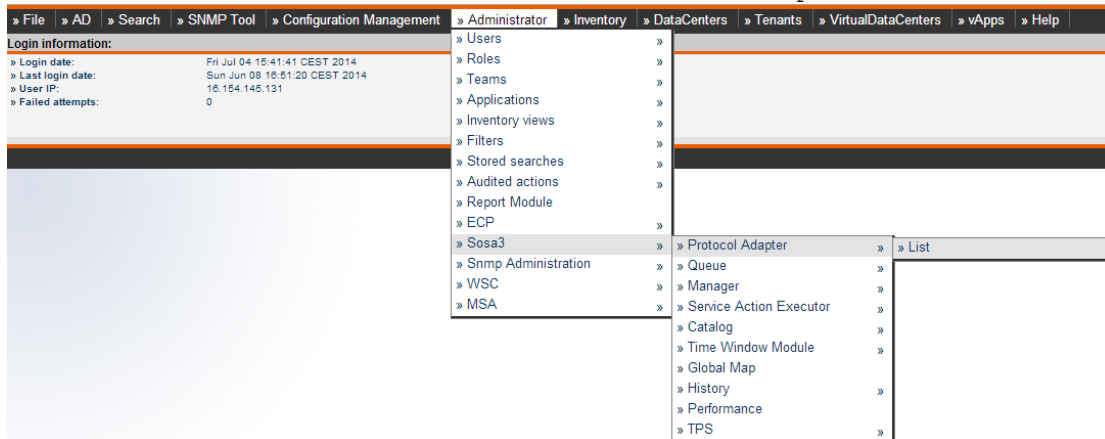 » File » AD » Search » SNMP Tool » Configuration Management » Administrator » Inventory » DataCenters » Tenants » VirtualDataCenters » vApps » Help
Login information:
» Login date: Fri Jul 04 15:41:41 CEST 2014
» Last login date: Sun Jun 08 16:51:20 CEST 2014
» User IP: 16.154.145.131
» Failed attempts: 0
» Users »
» Roles »
» Teams »
» Applications »
» Inventory views »
» Filters »
» Stored searches »
» Audited actions »
» Report Module
» ECP »
» Sosa3 »
» Snmp Administration »
» WSC »
» MSA »
» Protocol Adapter »
» Queue »
» Manager »
» Service Action Executor »
» Catalog »
» Time Window Module »
» Global Map
» History »
» Performance
» TPS »
» List